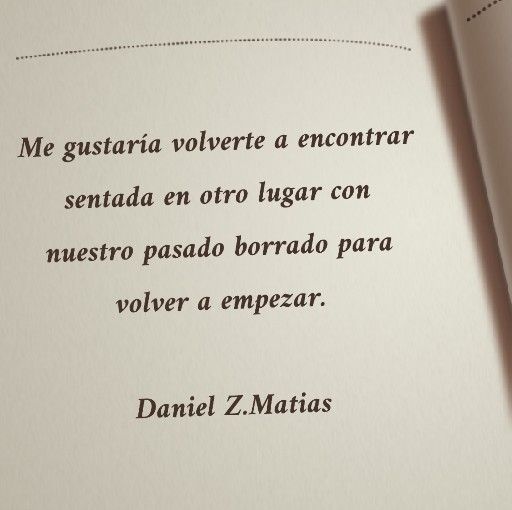 Me gustaría volverte a encontrar
sentada en otro lugar con
nuestro pasado borrado para
volver a empezar.
Daniel Z.Matias